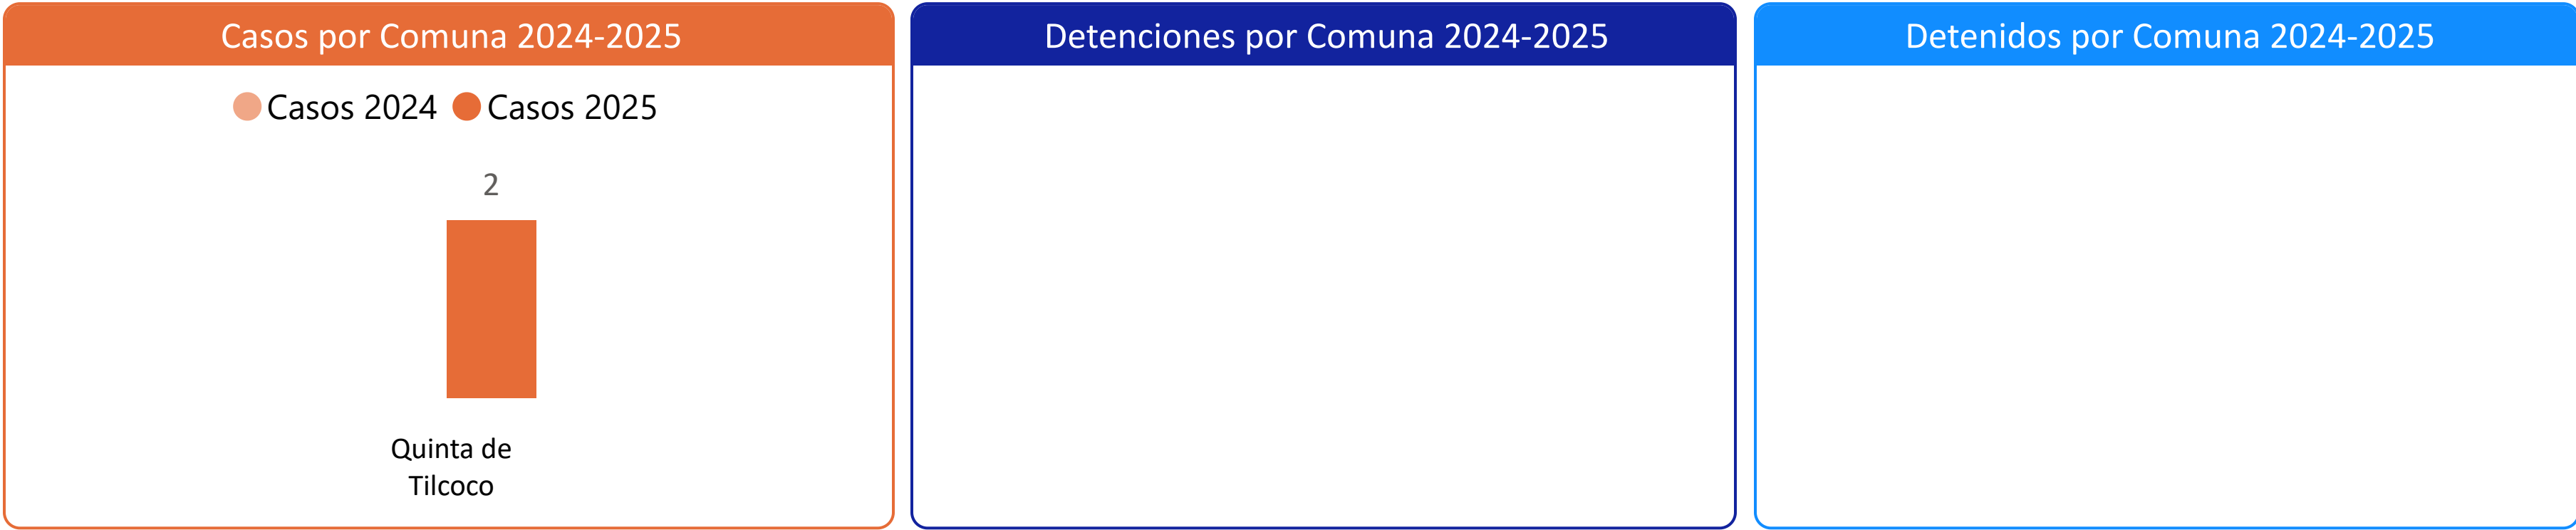 Casos por Comuna 2024-2025
Casos 2024 Casos 2025
2
Quinta de
Tilcoco
Detenciones por Comuna 2024-2025
Detenidos por Comuna 2024-2025